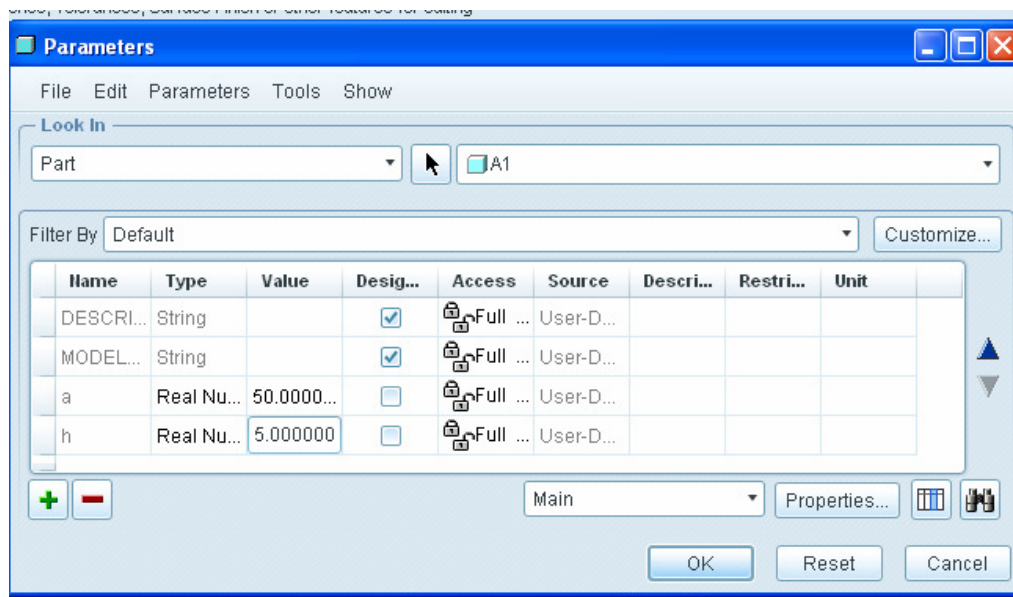 Parameters
File Edit Parameters Tools Show
Look In
Part A1
Filter By Default Customize...
Name Type Value Desig... Access Source Descri... Restri... Unit
DESCRI... String Full ... User-D...
MODEL... String Full ... User-D...
a Real Nu... 50.0000... Full ... User-D...
h Real Nu... 5.000000 Full ... User-D...
Main Properties...
OK Reset Cancel